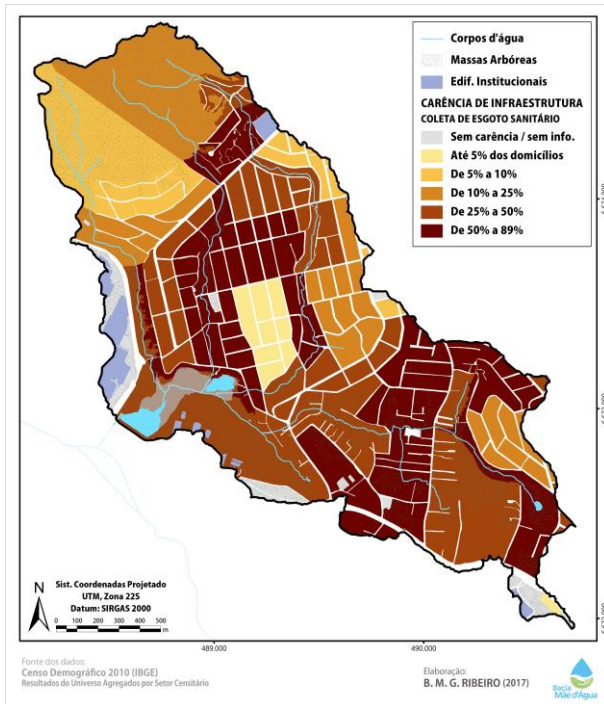 Corpos d'água
Massas Arbóreas
Edif. Institucionais
CARÊNCIA DE INFRAESTRUTURA
COLETA DE ESGOTO SANITÁRIO
Sem carência / sem info.
Até 5% dos domicílios
De 5% a 10%
De 10% a 25%
De 25% a 50%
De 50% a 89%
N
Sist. Coordenadas Projetado
UTM, Zona 22S
Datum: SIRGAS 2000
0 100 200 300 400 500
m
489.000
490.000
Fonte dos dados:
Censo Demográfico 2010 (IBGE)
Resultados do Universo Agregados por Setor Censitário
Elaboração:
B. M. G. RIBEIRO (2017)
Bacia
Mãe d'Água